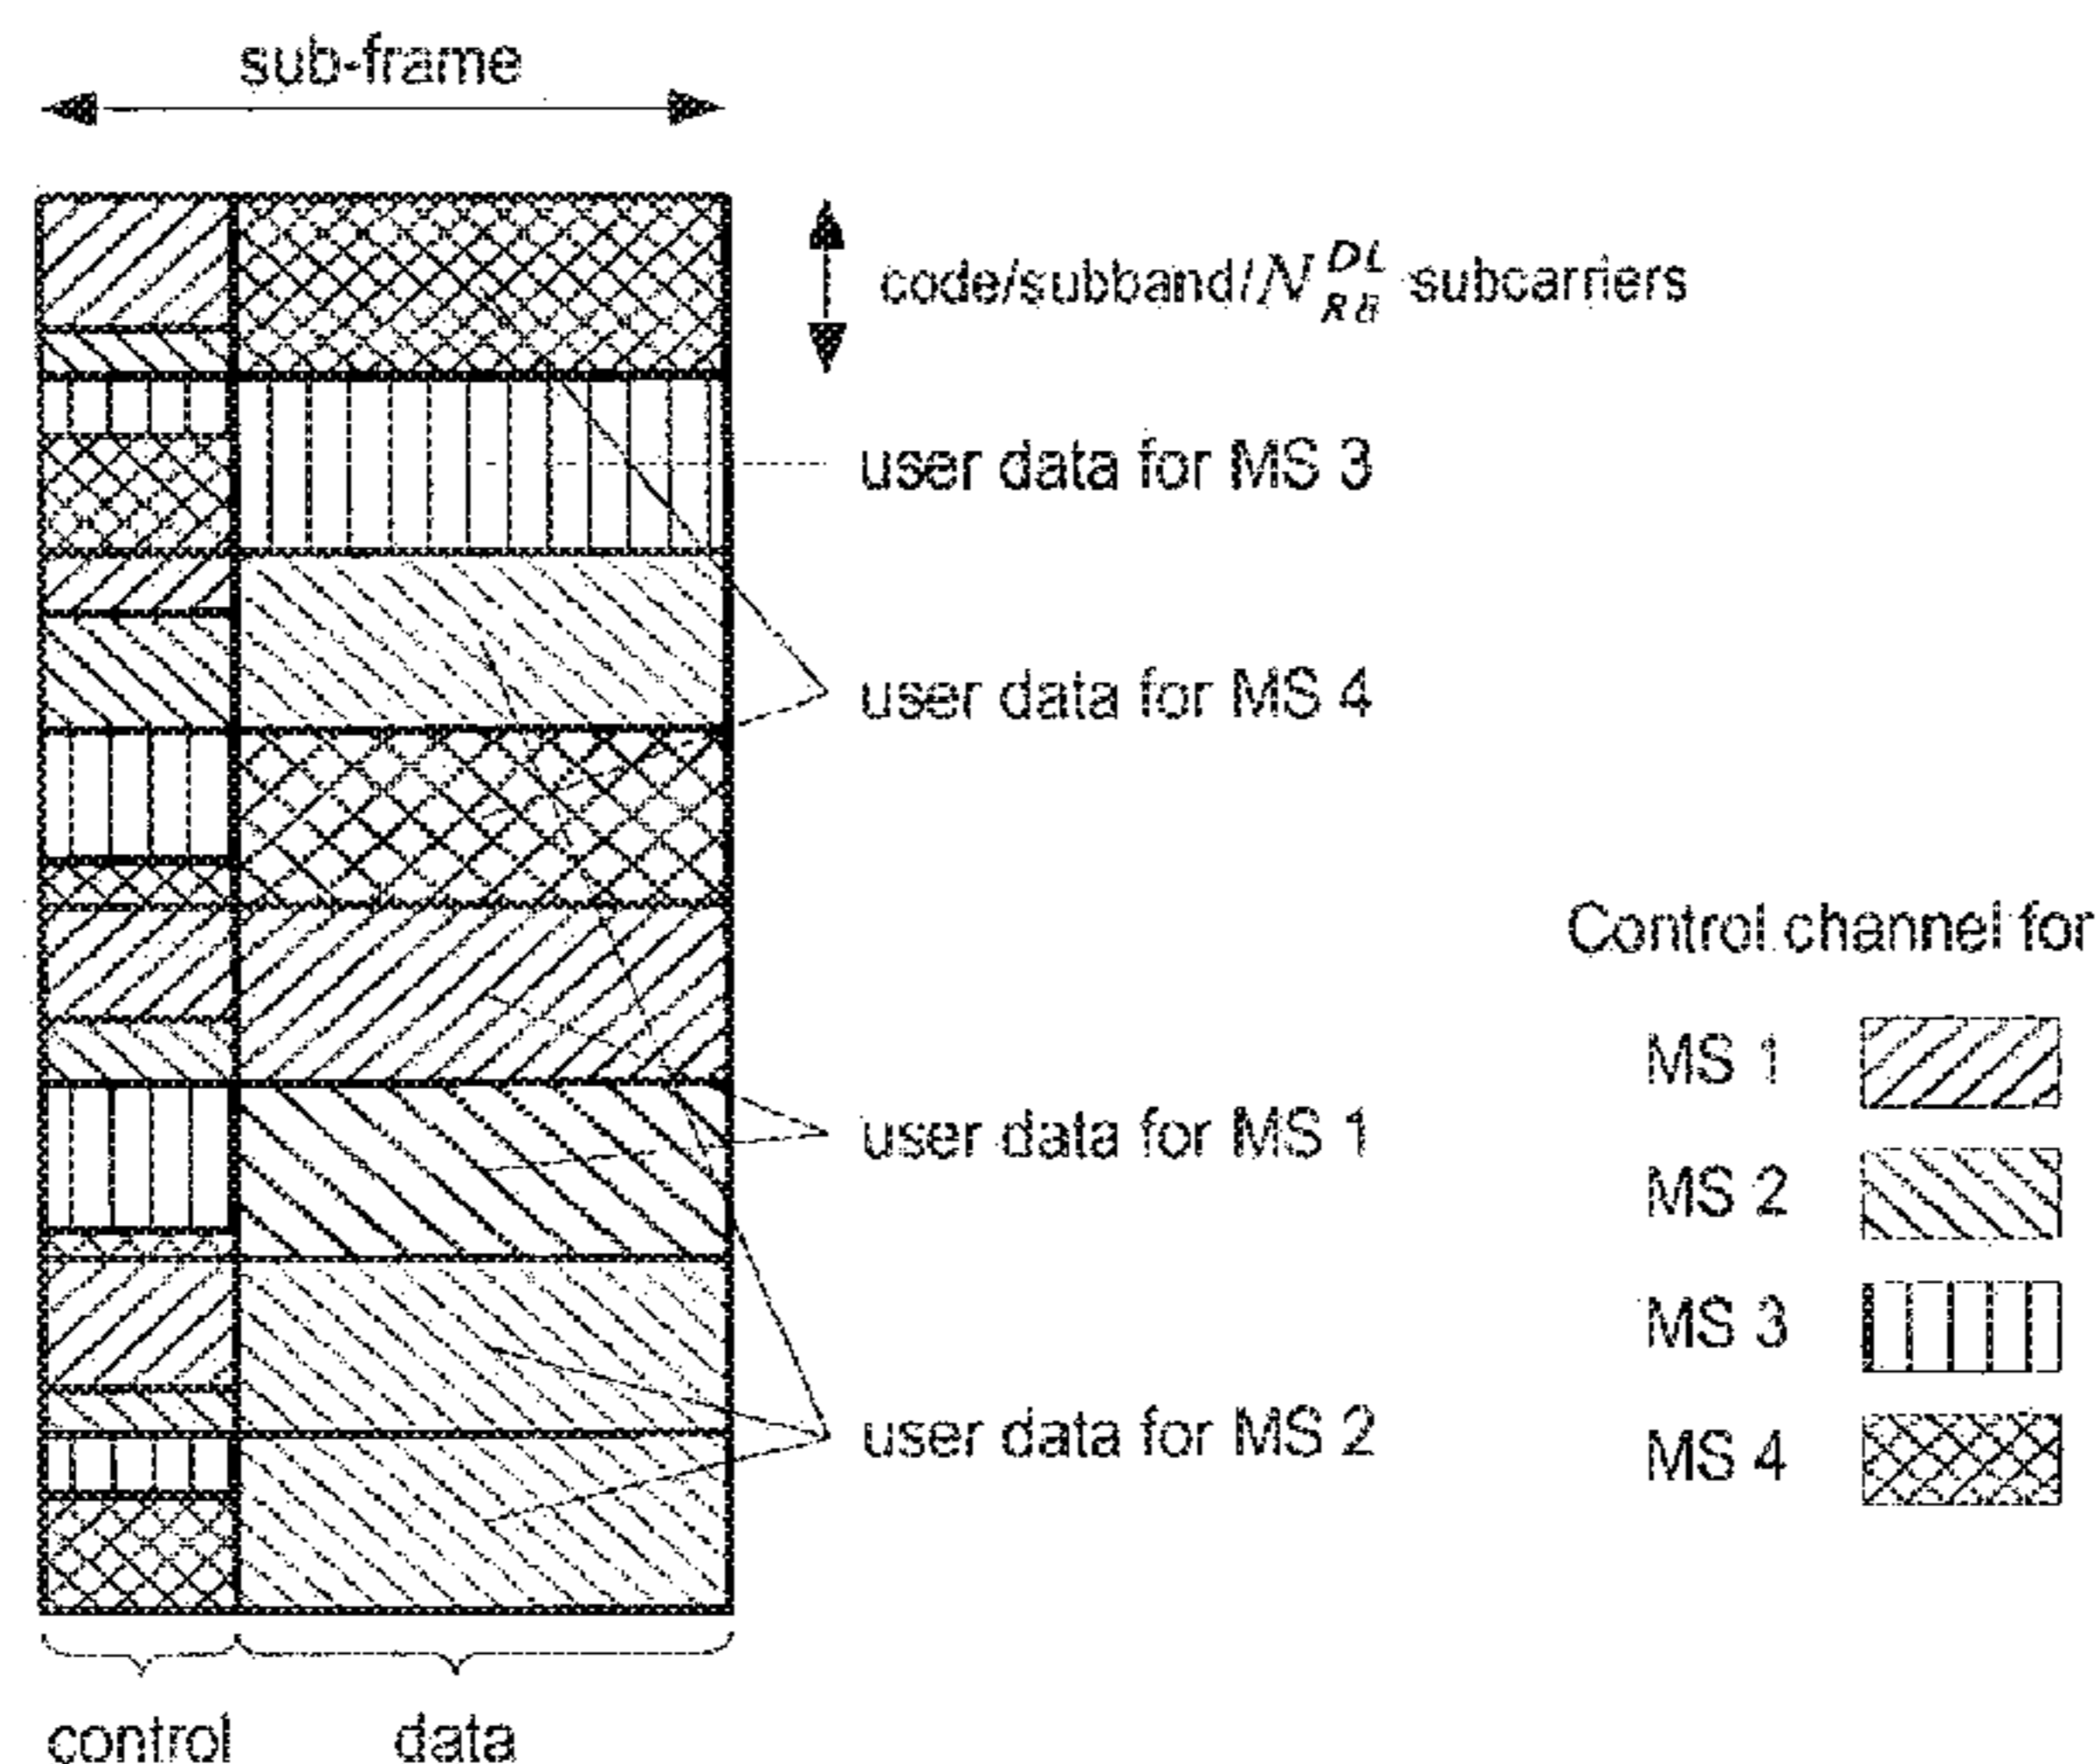 sub-frame
code/subband/N_RB^DL subcarriers
user data for MS 3
user data for MS 4
user data for MS 1
user data for MS 2
Control channel for
MS 1
MS 2
MS 3
MS 4
control
data